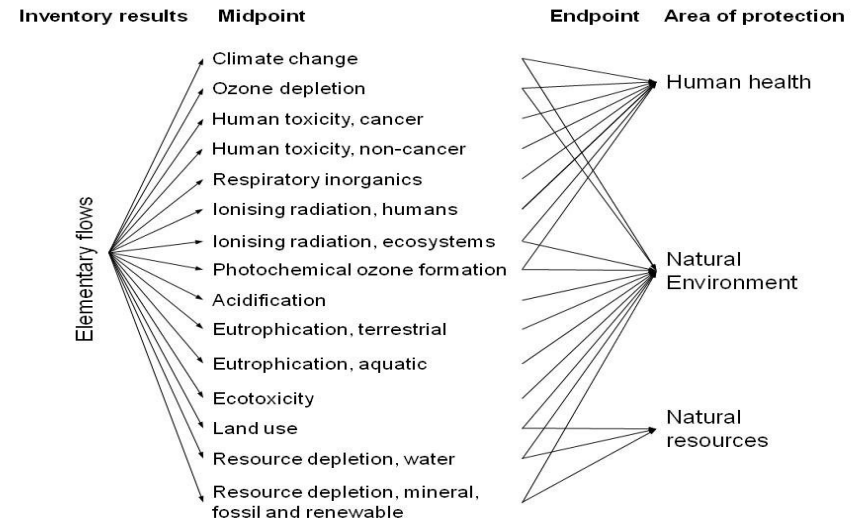 Inventory results Midpoint Endpoint Area of protection
Elementary flows
Climate change
Ozone depletion
Human toxicity, cancer
Human toxicity, non-cancer
Respiratory inorganics
Ionising radiation, humans
Ionising radiation, ecosystems
Photochemical ozone formation
Acidification
Eutrophication, terrestrial
Eutrophication, aquatic
Ecotoxicity
Land use
Resource depletion, water
Resource depletion, mineral,
fossil and renewable
Human health
Natural
Environment
Natural
resources